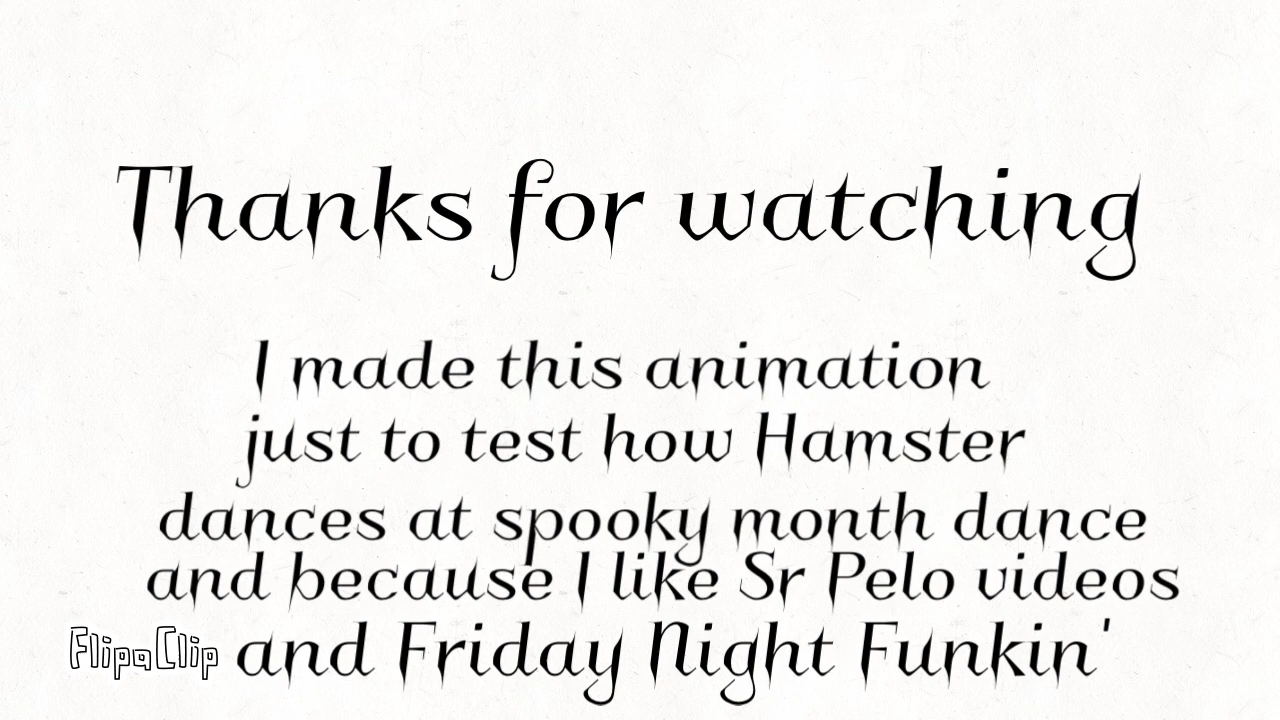 Thanks for watching
I made this animation
just to test how Hamster
dances at spooky month dance
and because I like Sr Pelo videos
and Friday Night Funkin'
FlipaClip